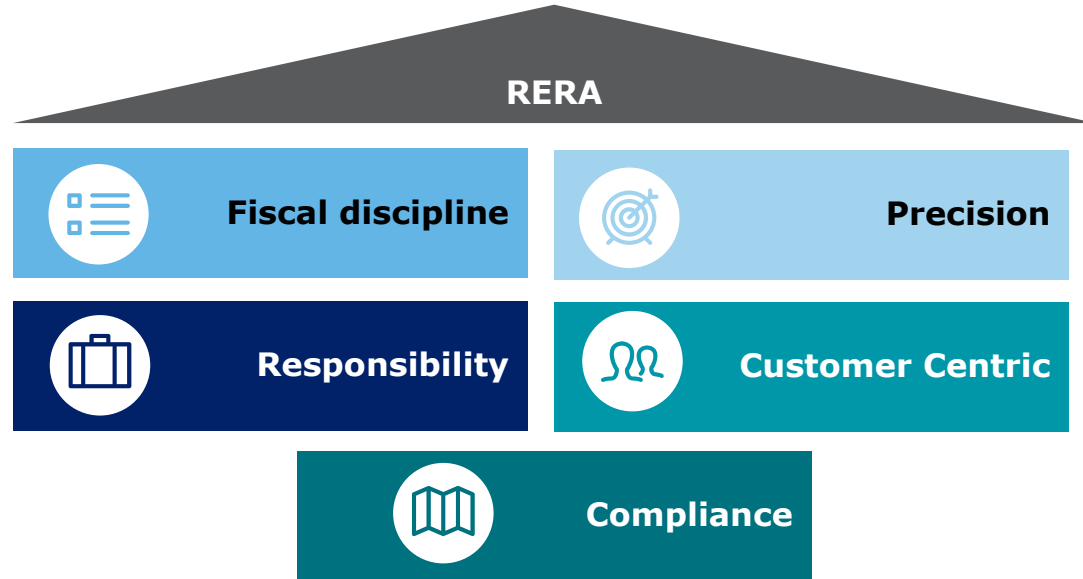 RERA
Fiscal discipline
Precision
Responsibility
Customer Centric
Compliance